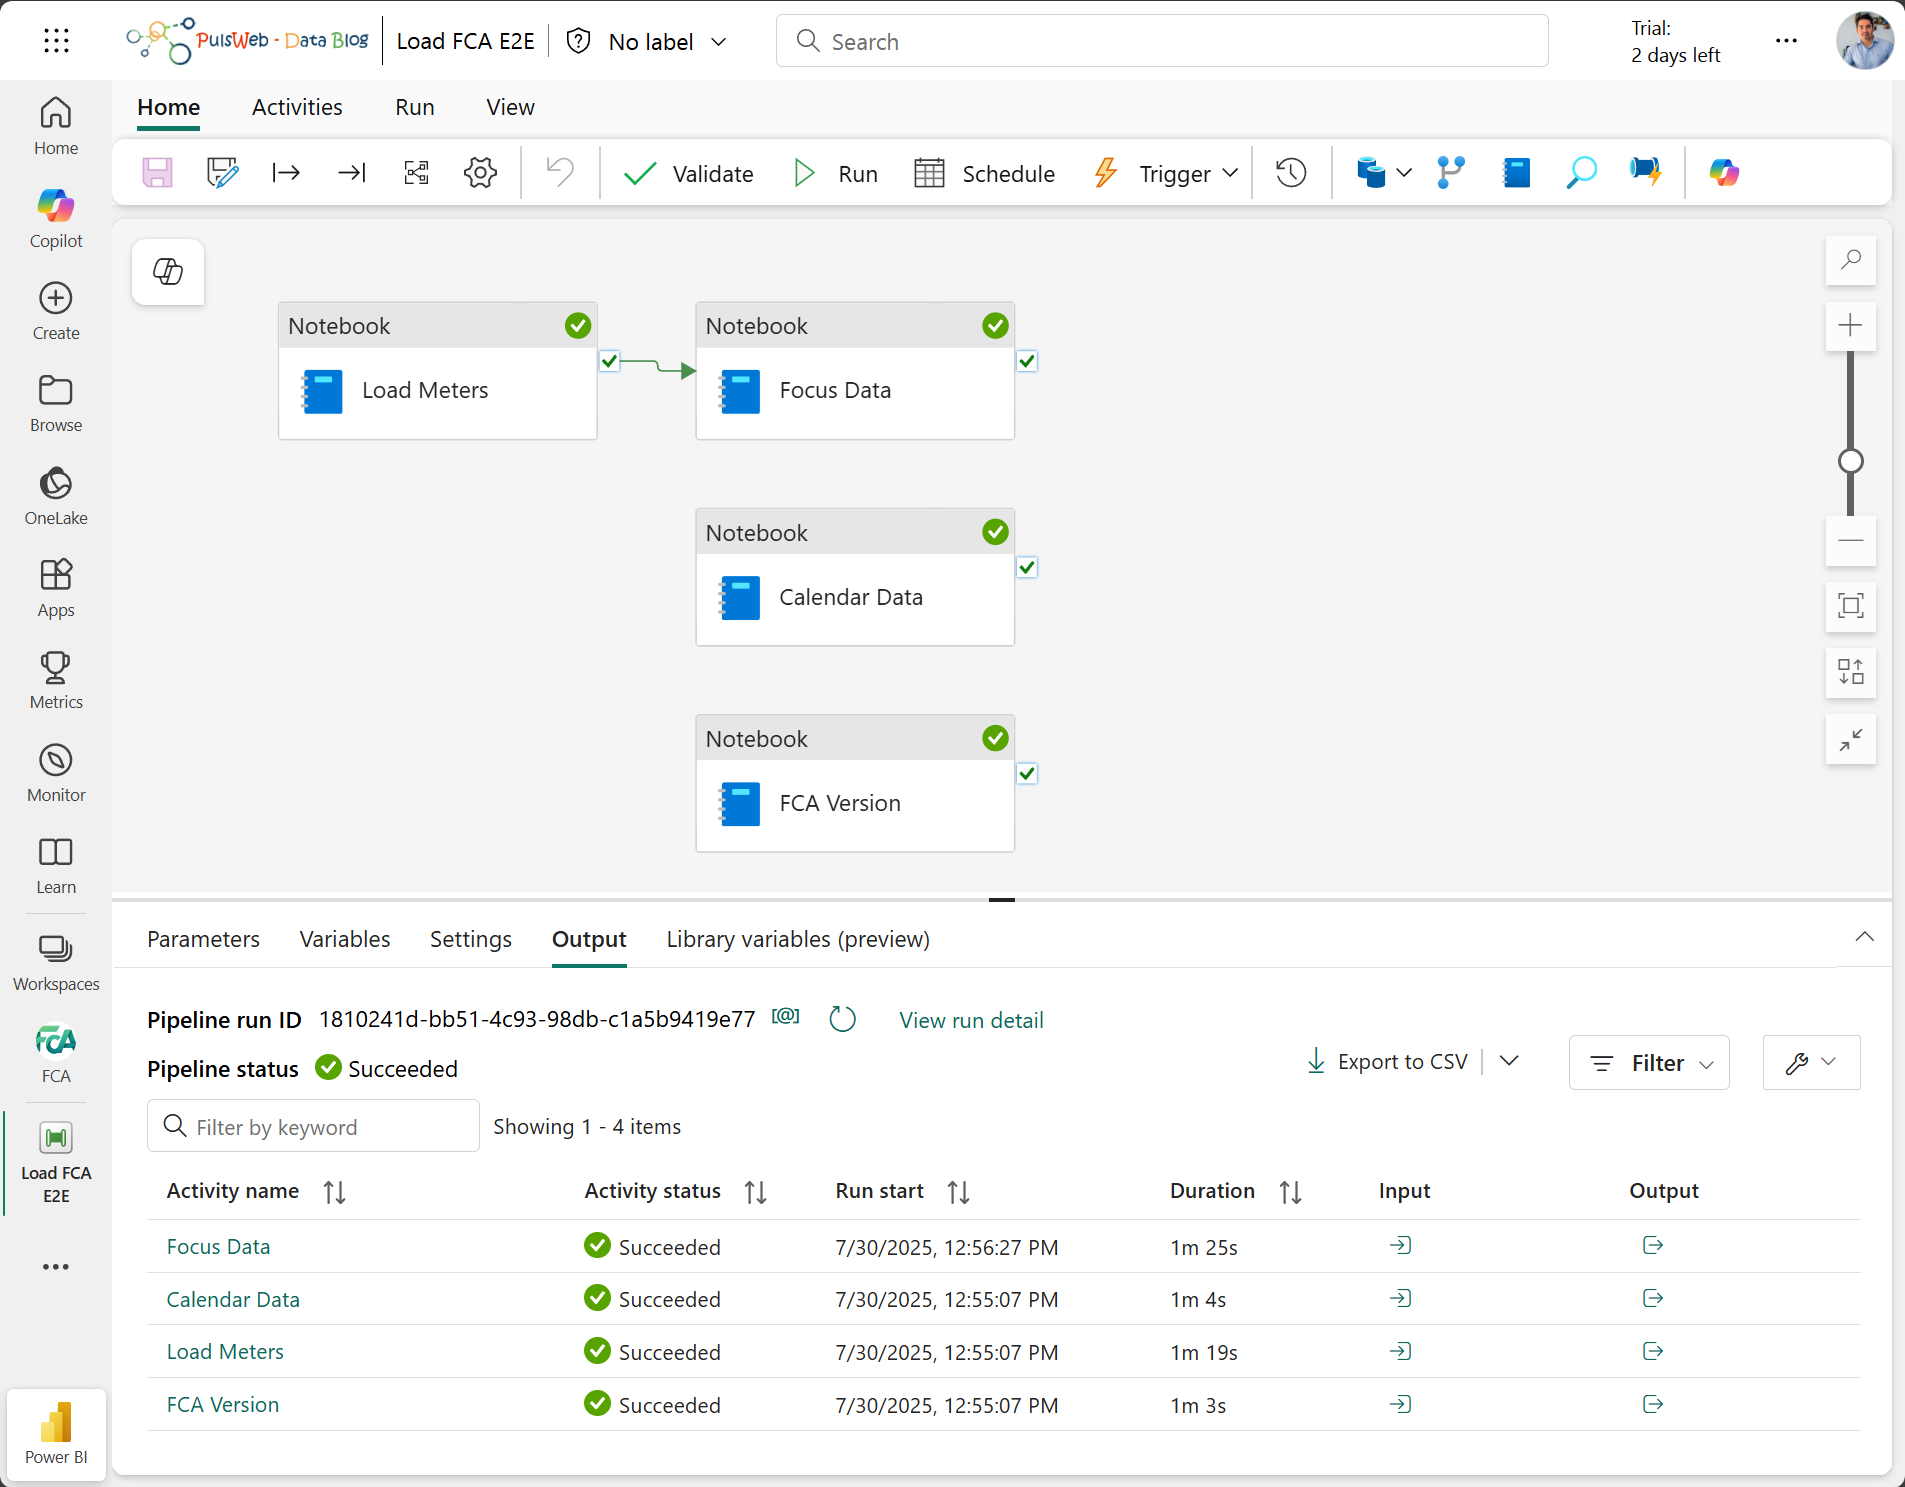 PulsWeb - Data Blog
Load FCA E2E
No label
Search
Trial:
2 days left
Home
Activities
Run
View
Validate
Run
Schedule
Trigger
Home
Copilot
Create
Browse
OneLake
Apps
Metrics
Monitor
Learn
Workspaces
FCA
FCA
Load FCA
E2E
Power BI
Notebook
Load Meters
Notebook
Focus Data
Notebook
Calendar Data
Notebook
FCA Version
Parameters
Variables
Settings
Output
Library variables (preview)
Pipeline run ID 1810241d-bb51-4c93-98db-c1a5b9419e77 [@] View run detail
Pipeline status Succeeded
Export to CSV
Filter
Filter by keyword
Showing 1 - 4 items
Activity name Activity status Run start Duration Input Output
Focus Data Succeeded 7/30/2025, 12:56:27 PM 1m 25s
Calendar Data Succeeded 7/30/2025, 12:55:07 PM 1m 4s
Load Meters Succeeded 7/30/2025, 12:55:07 PM 1m 19s
FCA Version Succeeded 7/30/2025, 12:55:07 PM 1m 3s